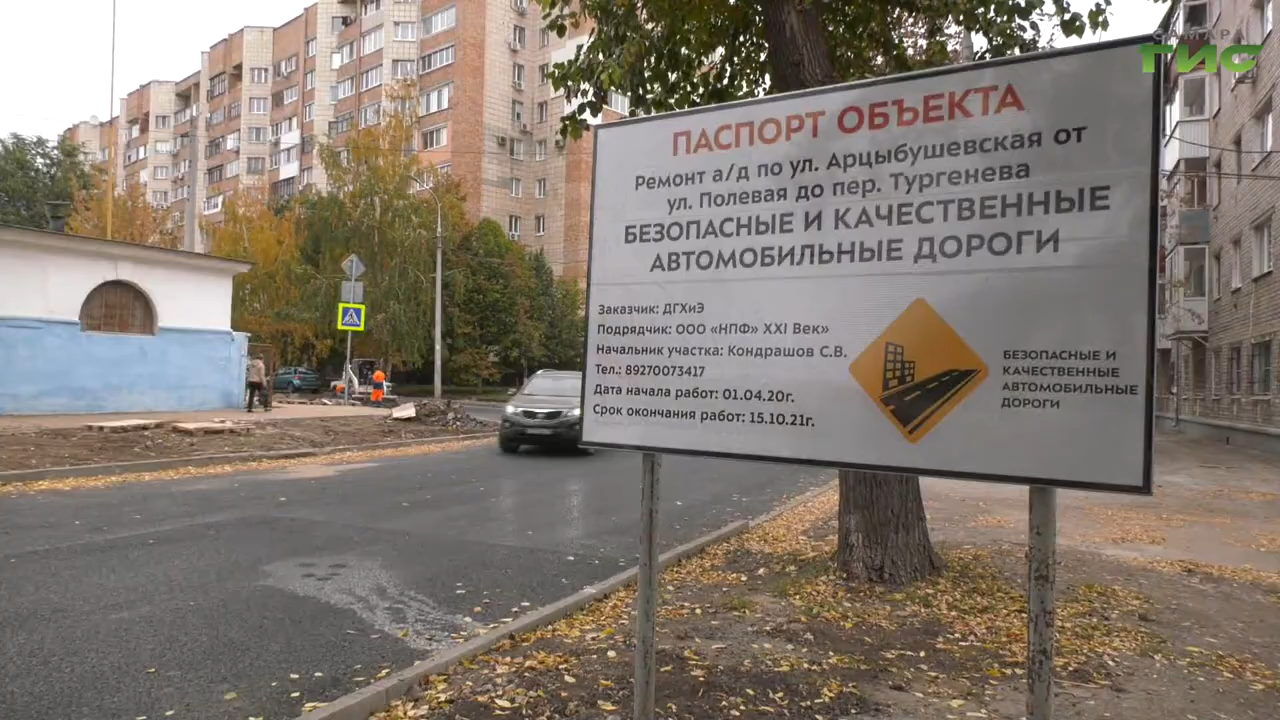 САМАРА
ГИС
ПАСПОРТ ОБЪЕКТА
Ремонт а/д по ул. Арцыбушевская от
ул. Полевая до пер. Тургенева
БЕЗОПАСНЫЕ И КАЧЕСТВЕННЫЕ
АВТОМОБИЛЬНЫЕ ДОРОГИ
Заказчик: ДГХиЭ
Подрядчик: ООО «НПФ» XXI Век»
Начальник участка: Кондрашов С.В.
Тел.: 89270073417
Дата начала работ: 01.04.20г.
Срок окончания работ: 15.10.21г.
БЕЗОПАСНЫЕ И
КАЧЕСТВЕННЫЕ
АВТОМОБИЛЬНЫЕ
ДОРОГИ